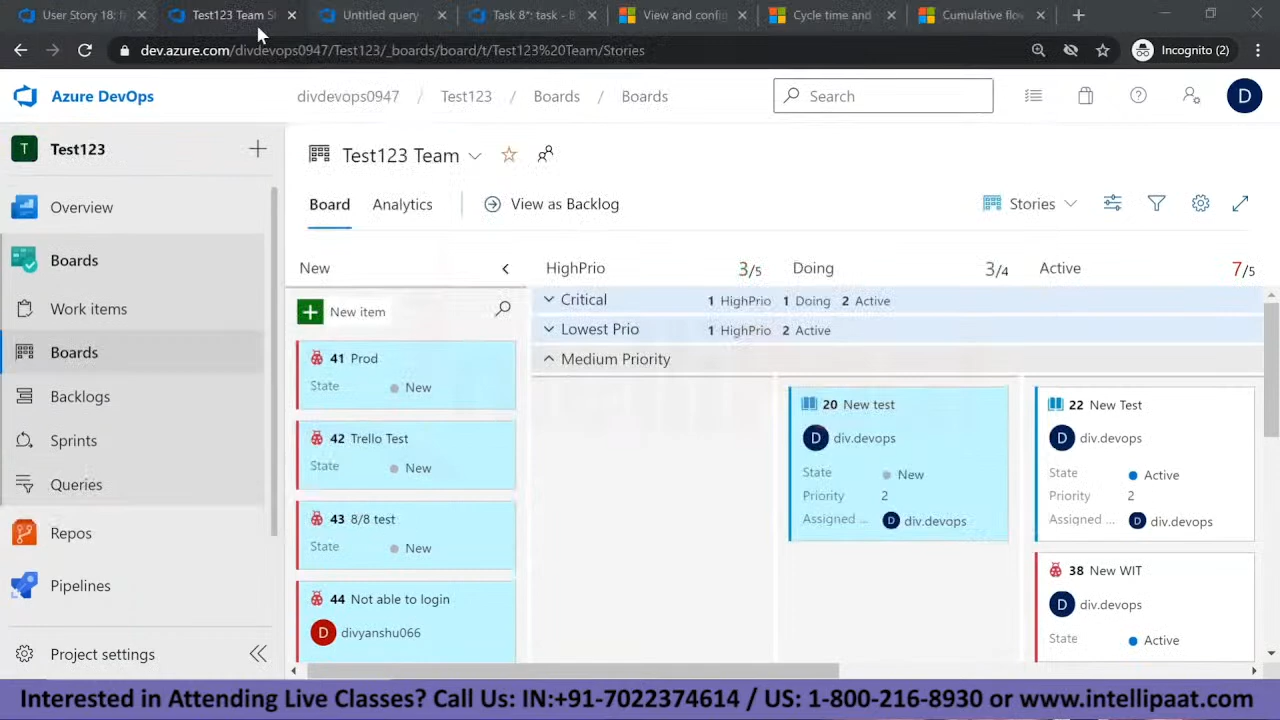 User Story 18: f
Test123 Team S
Untitled query
Task 8*: task - B
View and config
Cycle time and
Cumulative flow
dev.azure.com/divdevops0947/Test123/_boards/board/t/Test123%20Team/Stories
Incognito (2)
Azure DevOps
divdevops0947 / Test123 / Boards / Boards
Search
D
T Test123
Overview
Boards
Work items
Boards
Backlogs
Sprints
Queries
Repos
Pipelines
Project settings
Test123 Team
Board
Analytics
View as Backlog
Stories
New
HighPrio 3/5
Doing 3/4
Active 7/5
New item
Critical 1 HighPrio 1 Doing 2 Active
Lowest Prio 1 HighPrio 2 Active
Medium Priority
41 Prod
State New
42 Trello Test
State New
43 8/8 test
State New
44 Not able to login
D divyanshu066
20 New test
D div.devops
State New
Priority 2
Assigned ... D div.devops
22 New Test
D div.devops
State Active
Priority 2
Assigned ... D div.devops
38 New WIT
D div.devops
State Active
Interested in Attending Live Classes? Call Us: IN:+91-7022374614 / US: 1-800-216-8930 or www.intellipaat.com